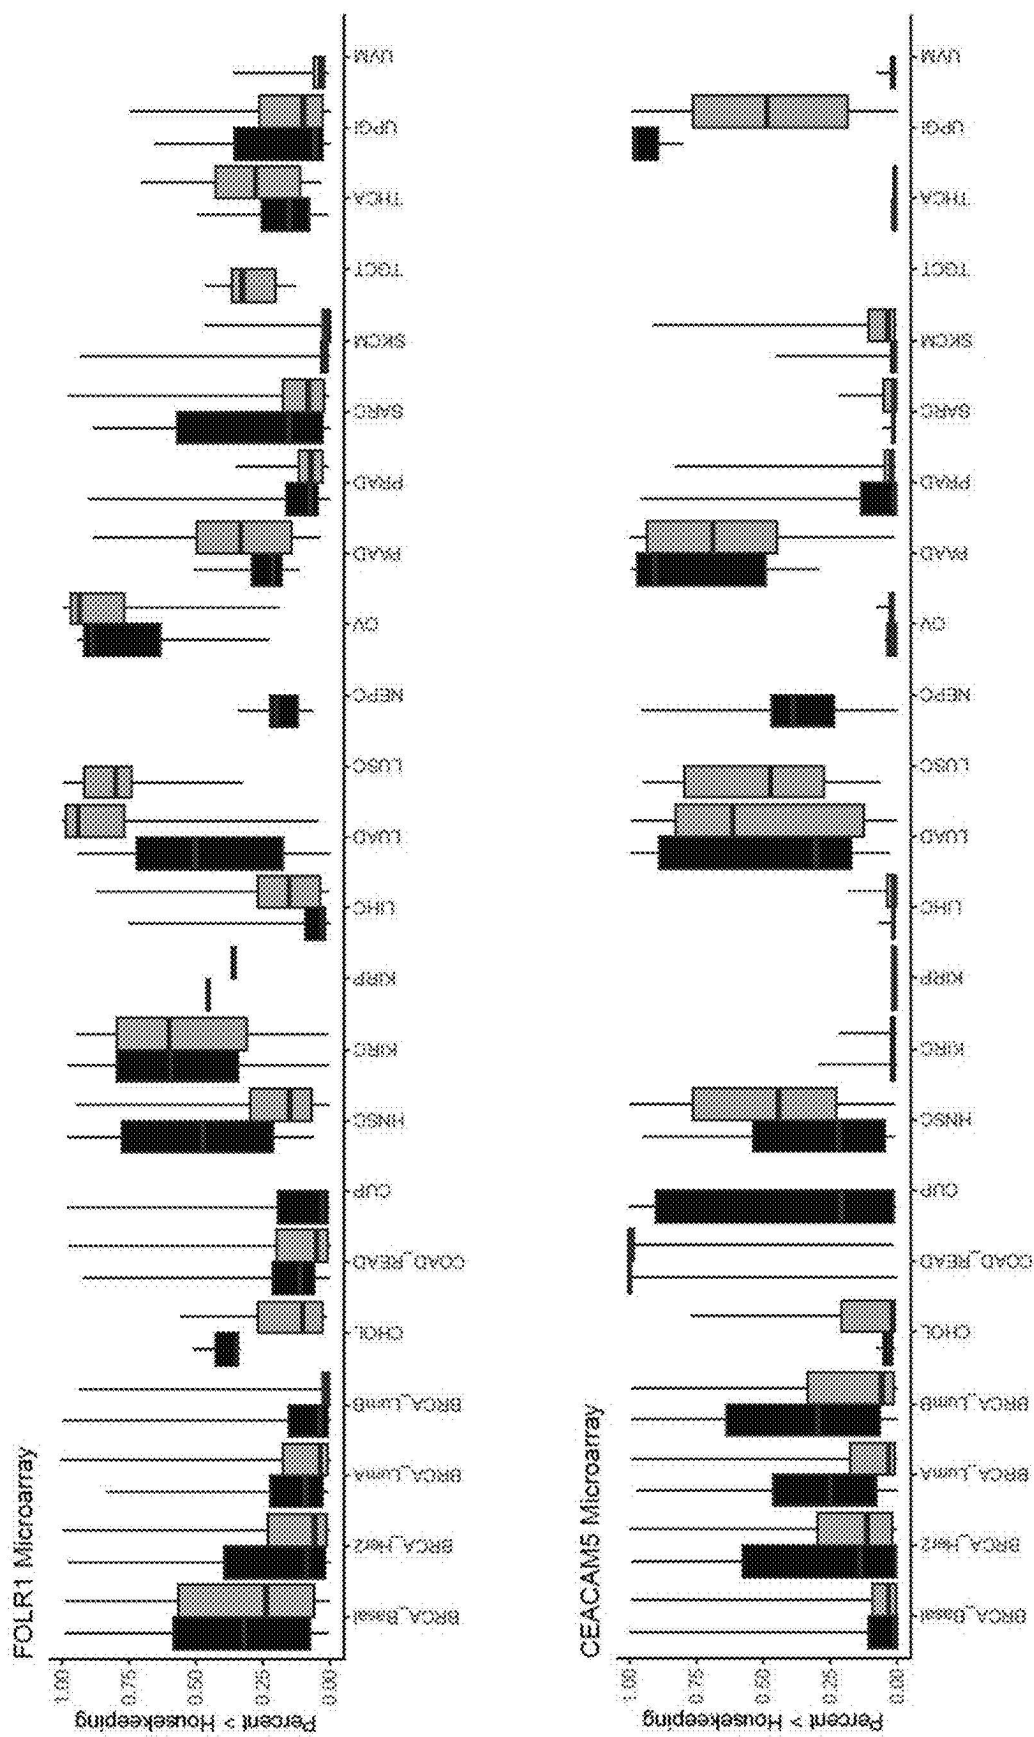 FOLR1 Microarray
Percent > Housekeeping
1.00
0.75
0.50
0.25
0.00
BRCA_Basal
BRCA_Her2
BRCA_LumA
BRCA_LumB
CHOL
COAD_READ
CUP
HNSC
KIRC
KIRP
LIHC
LUAD
LUSC
NEPC
OV
PAAD
PRAD
SARC
SKCM
TGCT
THCA
UPGI
UVM
CEACAM5 Microarray
Percent > Housekeeping
1.00
0.75
0.50
0.25
0.00
BRCA_Basal
BRCA_Her2
BRCA_LumA
BRCA_LumB
CHOL
COAD_READ
CUP
HNSC
KIRC
KIRP
LIHC
LUAD
LUSC
NEPC
OV
PAAD
PRAD
SARC
SKCM
TGCT
THCA
UPGI
UVM